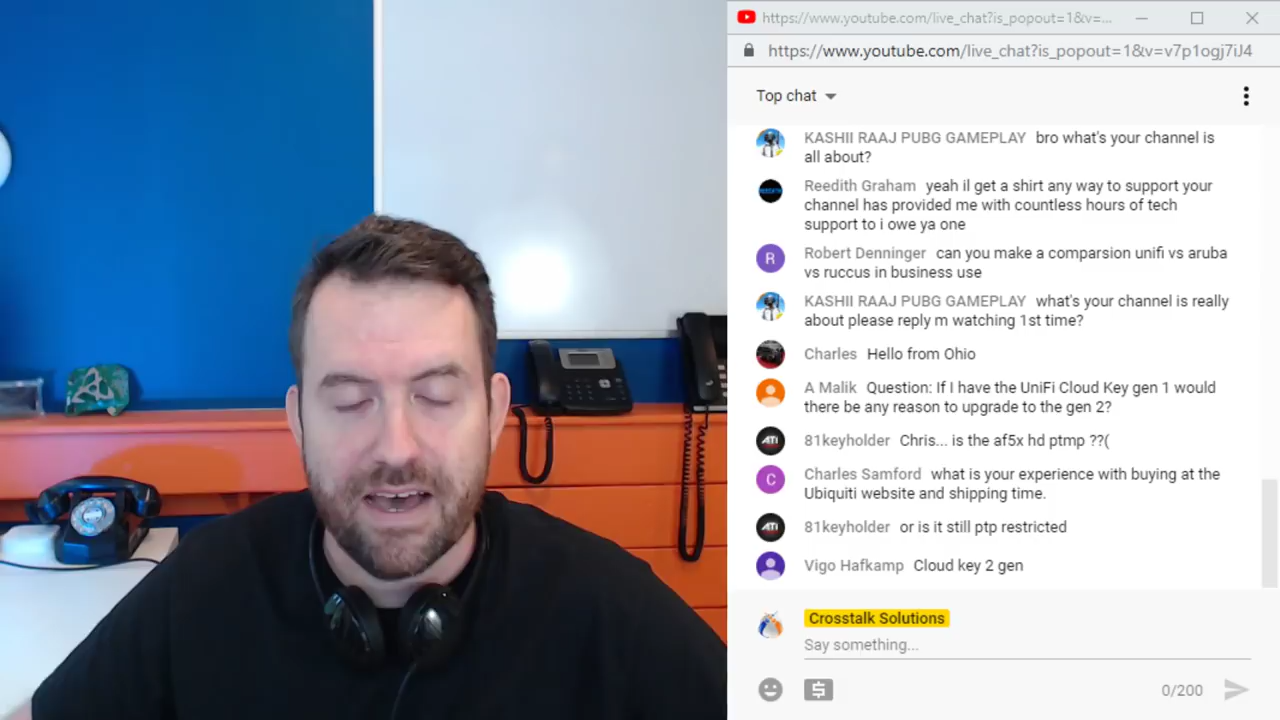 https://www.youtube.com/live_chat?is_popout=1&v=...
https://www.youtube.com/live_chat?is_popout=1&v=v7p1ogj7iJ4
Top chat
KASHII RAAJ PUBG GAMEPLAY bro what's your channel is
all about?
Reedith Graham yeah il get a shirt any way to support your
channel has provided me with countless hours of tech
support to i owe ya one
Robert Denninger can you make a comparsion unifi vs aruba
vs ruccus in business use
KASHII RAAJ PUBG GAMEPLAY what's your channel is really
about please reply m watching 1st time?
Charles Hello from Ohio
A Malik Question: If I have the UniFi Cloud Key gen 1 would
there be any reason to upgrade to the gen 2?
81keyholder Chris... is the af5x hd ptmp ??(
Charles Samford what is your experience with buying at the
Ubiquiti website and shipping time.
81keyholder or is it still ptp restricted
Vigo Hafkamp Cloud key 2 gen
Crosstalk Solutions
Say something...
0/200